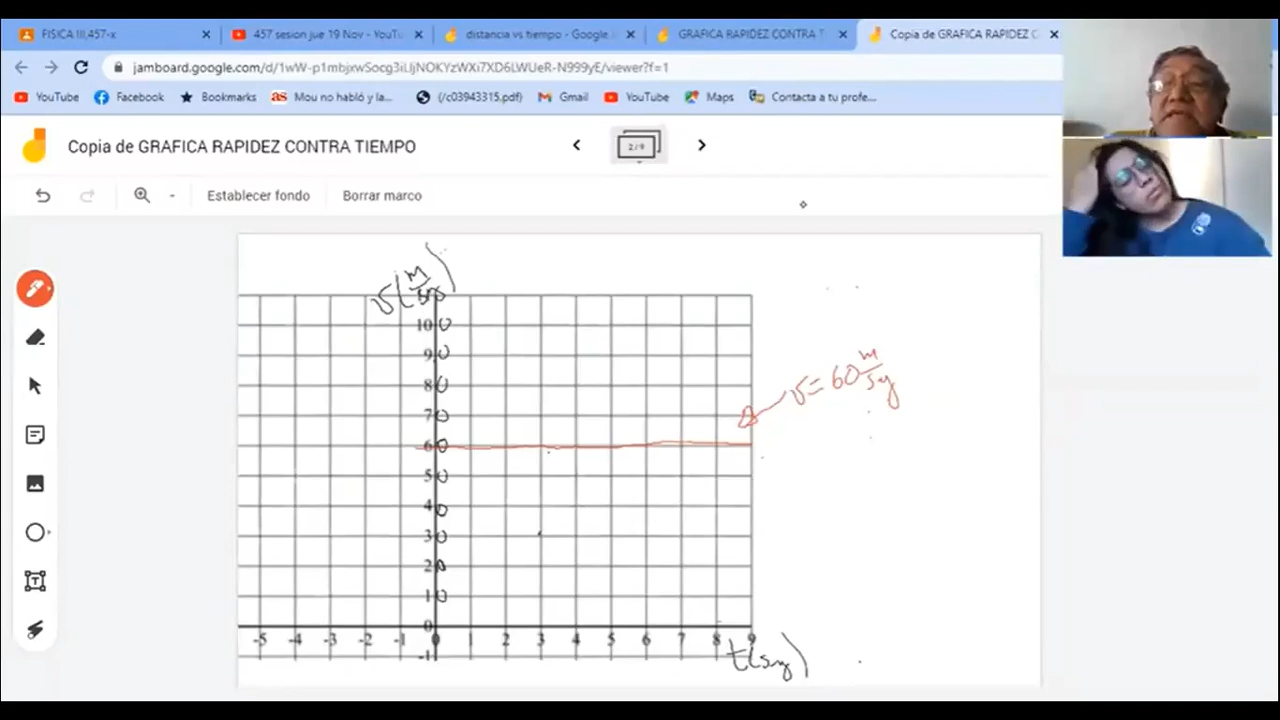 FISICA III,457-x
457 sesion jue 19 Nov - YouTu
distancia vs tiempo - Google J
GRAFICA RAPIDEZ CONTRA T
Copia de GRAFICA RAPIDEZ C
jamboard.google.com/d/1wW-p1mbjxwSocg3iLljNOKYzWXi7XD6LWUeR-N999yE/viewer?f=1
YouTube
Facebook
Bookmarks
as
Mou no habló y la...
(/c03943315.pdf)
Gmail
YouTube
Maps
Contacta a tu profe...
Copia de GRAFICA RAPIDEZ CONTRA TIEMPO
2/9
Establecer fondo
Borrar marco
v(m/seg)
100
90
80
v=60 m/sg
70
60
50
40
30
20
10
0
-5 -4 -3 -2 -1 0 1 2 3 4 5 6 7 8 9
-1
t(sg)